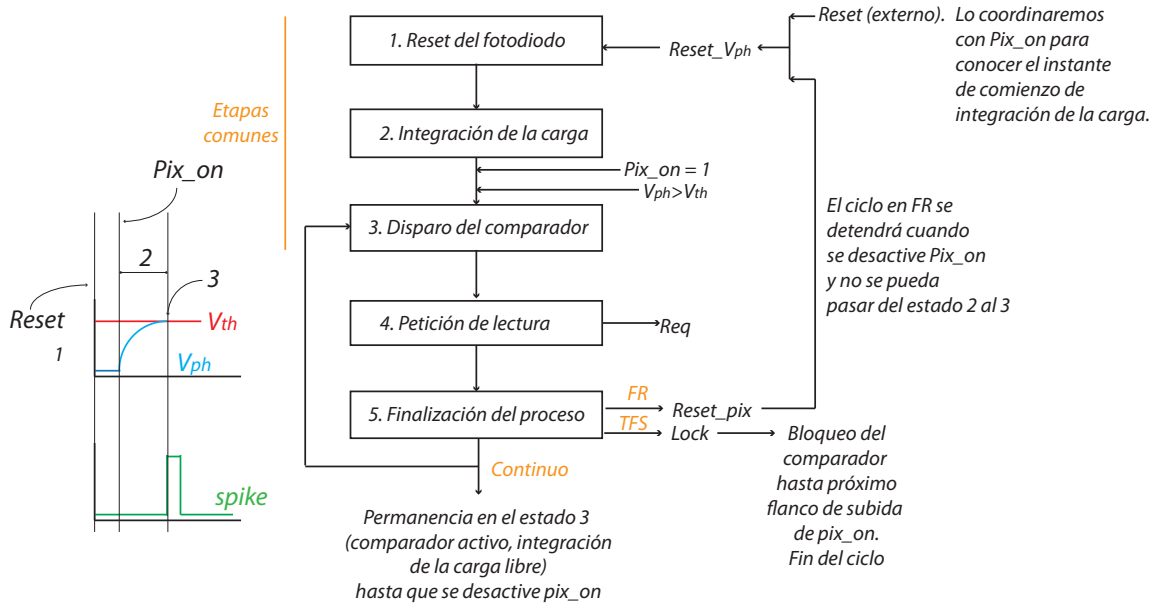 1. Reset del fotodiodo
Reset_Vph
Reset (externo).
Lo coordinaremos
con Pix_on para
conocer el instante
de comienzo de
integración de la carga.
Etapas
comunes
2. Integración de la carga
Pix_on = 1
Vph>Vth
3. Disparo del comparador
El ciclo en FR se
detendrá cuando
se desactive Pix_on
y no se pueda
pasar del estado 2 al 3
4. Petición de lectura
Req
5. Finalización del proceso
FR
Reset_pix
TFS
Lock
Bloqueo del
comparador
hasta próximo
flanco de subida
de pix_on.
Fin del ciclo
Continuo
Permanencia en el estado 3
(comparador activo, integración
de la carga libre)
hasta que se desactive pix_on
Pix_on
2
3
Reset
1
Vth
Vph
spike